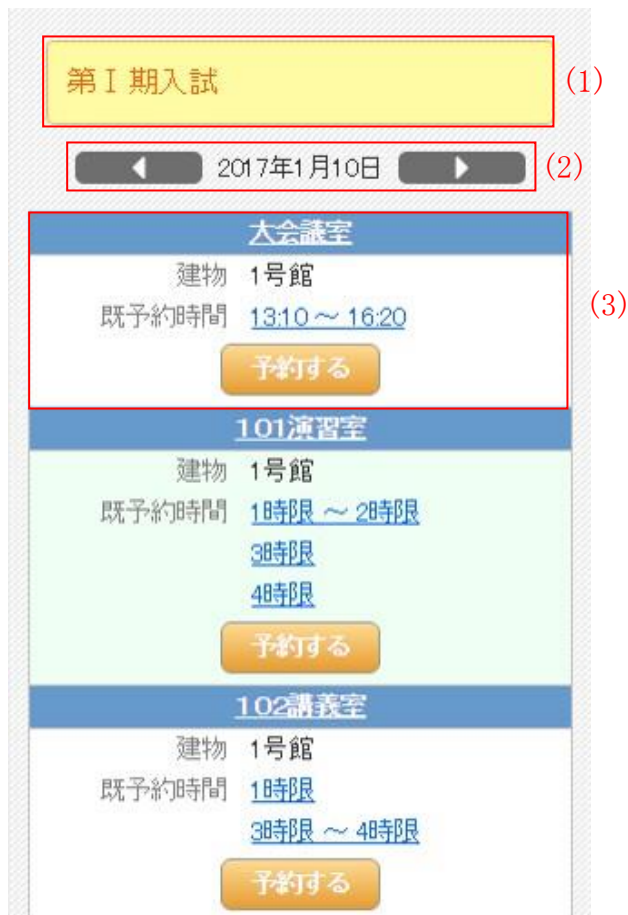 第Ⅰ期入試 (1)
2017年1月10日 (2)
大会議室
建物 1号館
既予約時間 13:10 ~ 16:20 (3)
予約する
101演習室
建物 1号館
既予約時間 1時限 ~ 2時限
3時限
4時限
予約する
102講義室
建物 1号館
既予約時間 1時限
3時限 ~ 4時限
予約する